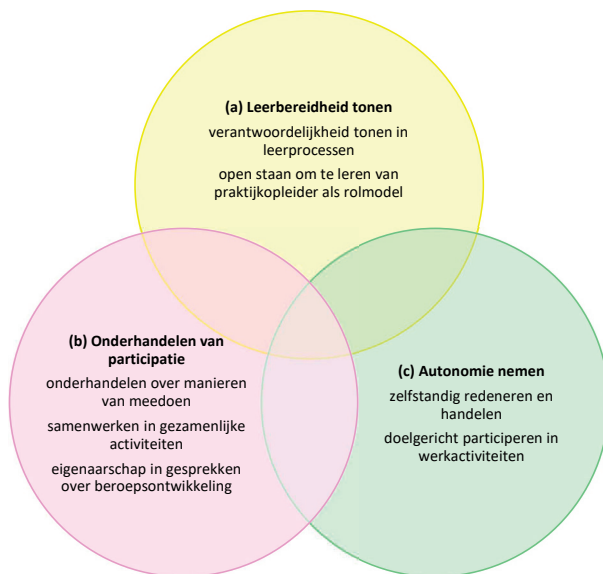 (a) Leerbereidheid tonen
verantwoordelijkheid tonen in
leerprocessen
open staan om te leren van
praktijkopleider als rolmodel
(b) Onderhandelen van
participatie
onderhandelen over manieren
van meedoen
samenwerken in gezamenlijke
activiteiten
eigenaarschap in gesprekken
over beroepsontwikkeling
(c) Autonomie nemen
zelfstandig redeneren en
handelen
doelgericht participeren in
werkactiviteiten